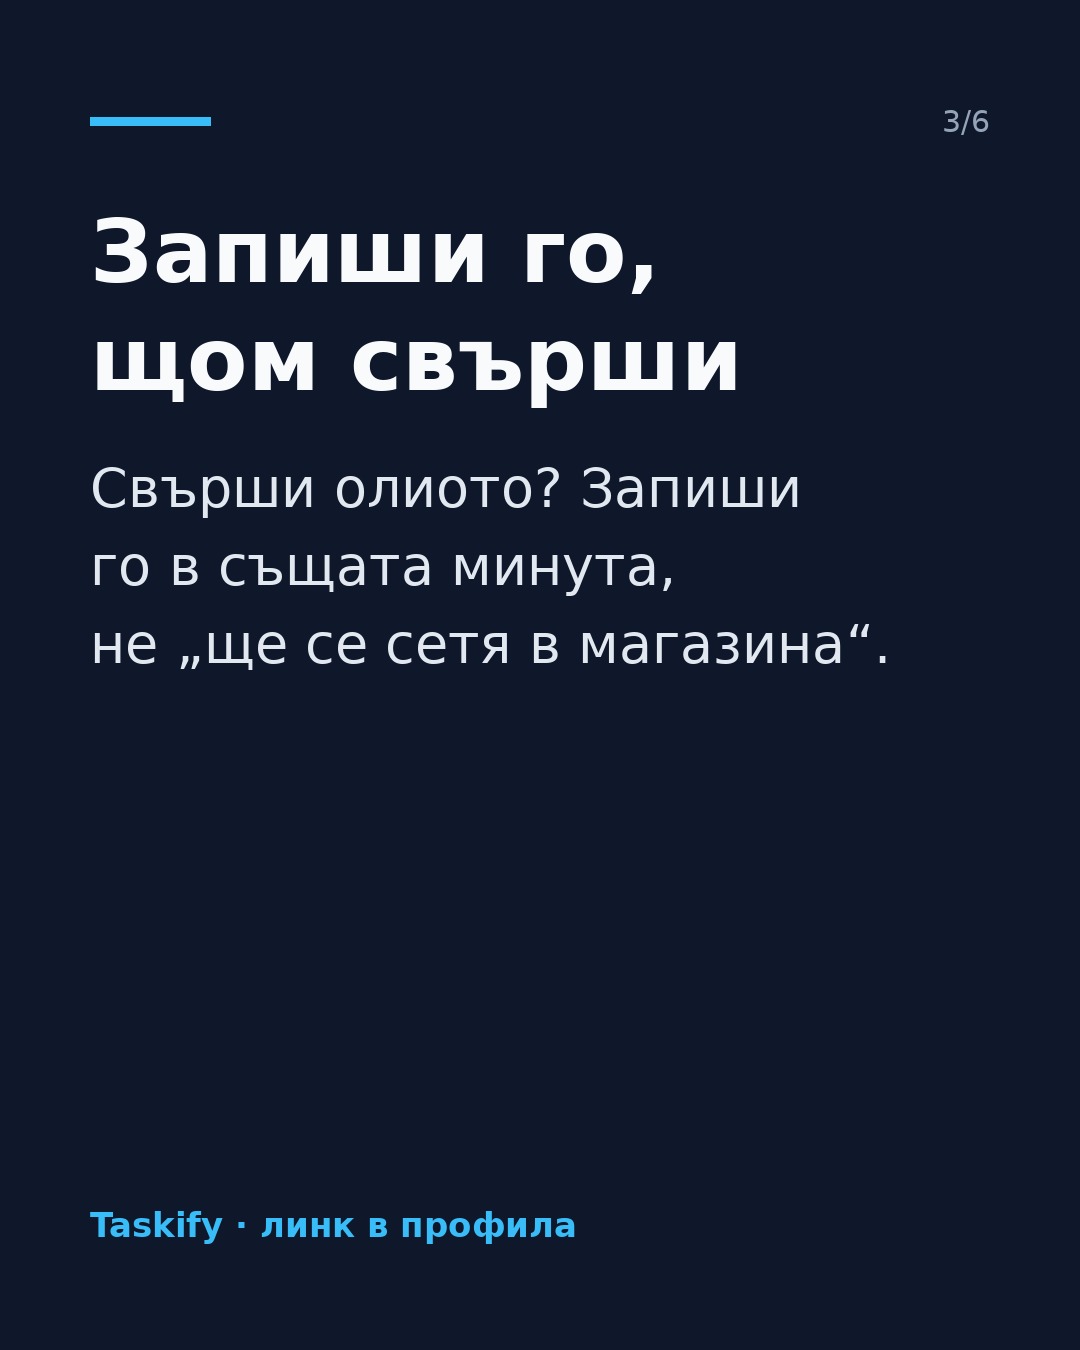 3/6
Запиши го,
щом свърши
Свърши олиото? Запиши
го в същата минута,
не „ще се сетя в магазина“.
Taskify · линк в профила